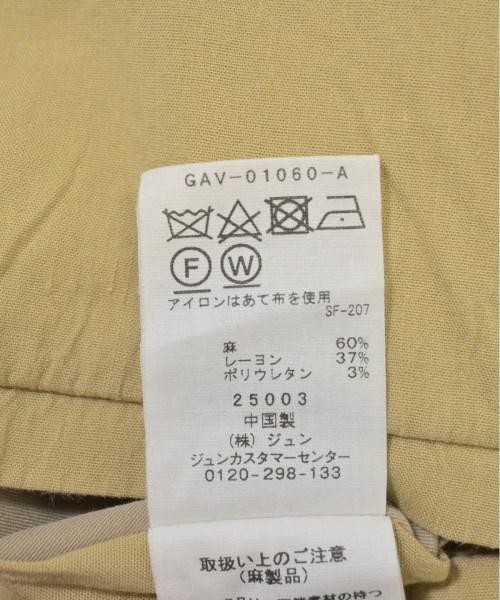 GAV-01060-A
F W
アイロンはあて布を使用
SF-207
麻 60%
レーヨン 37%
ポリウレタン 3%
25003
中国製
(株)ジュン
ジュンカスタマーセンター
0120-298-133
取扱い上のご注意
(麻製品)